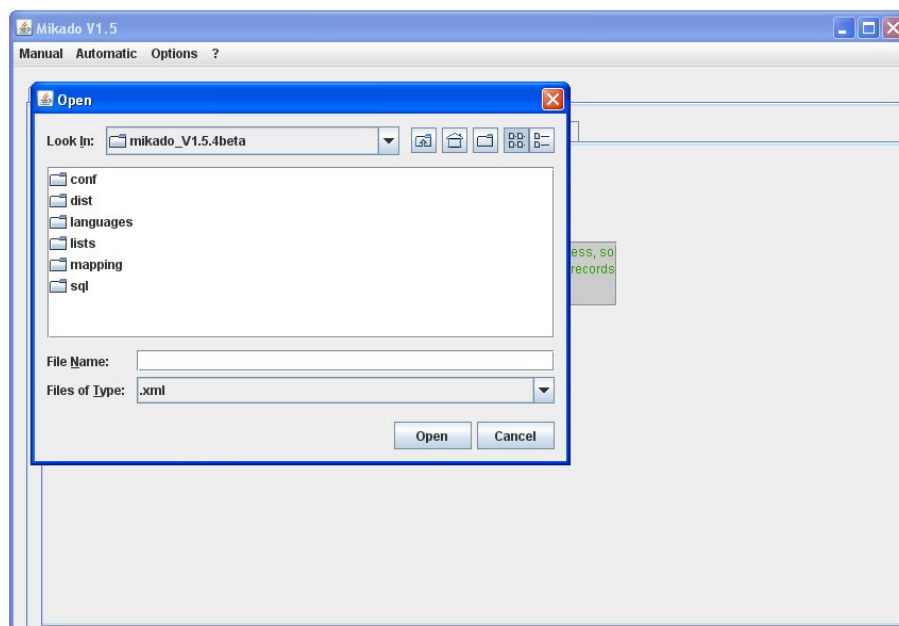 Mikado V1.5
Manual Automatic Options ?
Open
Look In: mikado_V1.5.4beta
conf
dist
languages
lists
mapping
sql
ess, so
records
File Name:
Files of Type: .xml
Open Cancel